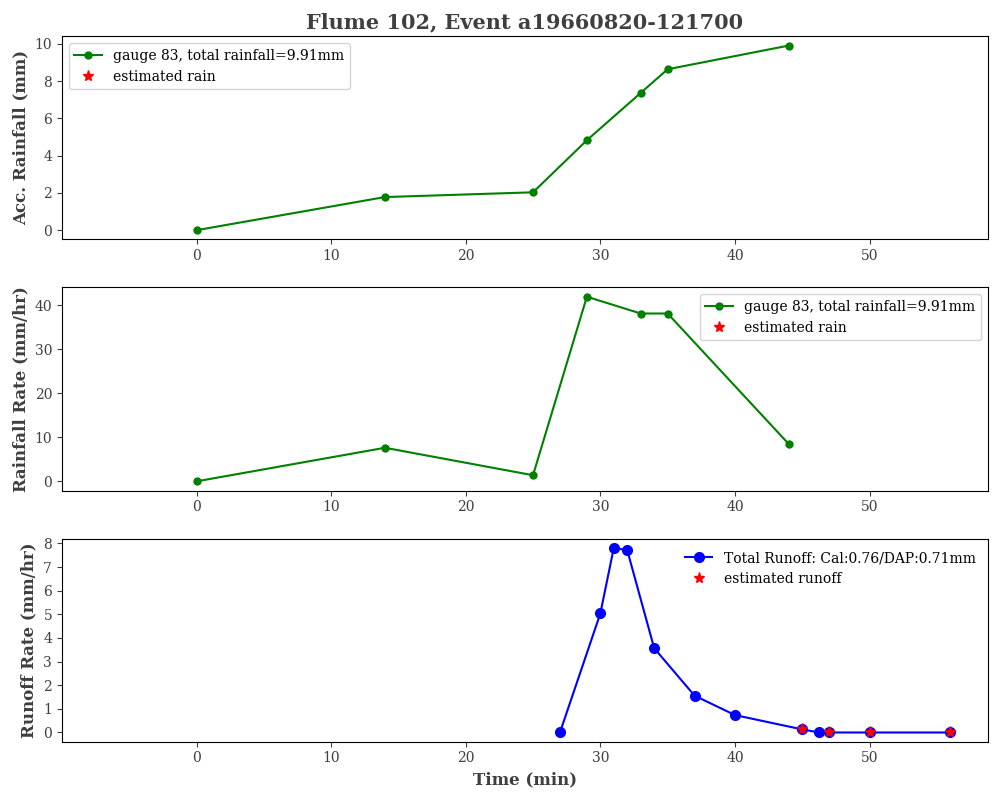 Flume 102, Event a19660820-121700
Acc. Rainfall (mm)
10
8
6
4
2
0
gauge 83, total rainfall=9.91mm
estimated rain
0 10 20 30 40 50
Rainfall Rate (mm/hr)
40
30
20
10
0
gauge 83, total rainfall=9.91mm
estimated rain
0 10 20 30 40 50
Runoff Rate (mm/hr)
8
7
6
5
4
3
2
1
0
Total Runoff: Cal:0.76/DAP:0.71mm
estimated runoff
0 10 20 30 40 50
Time (min)